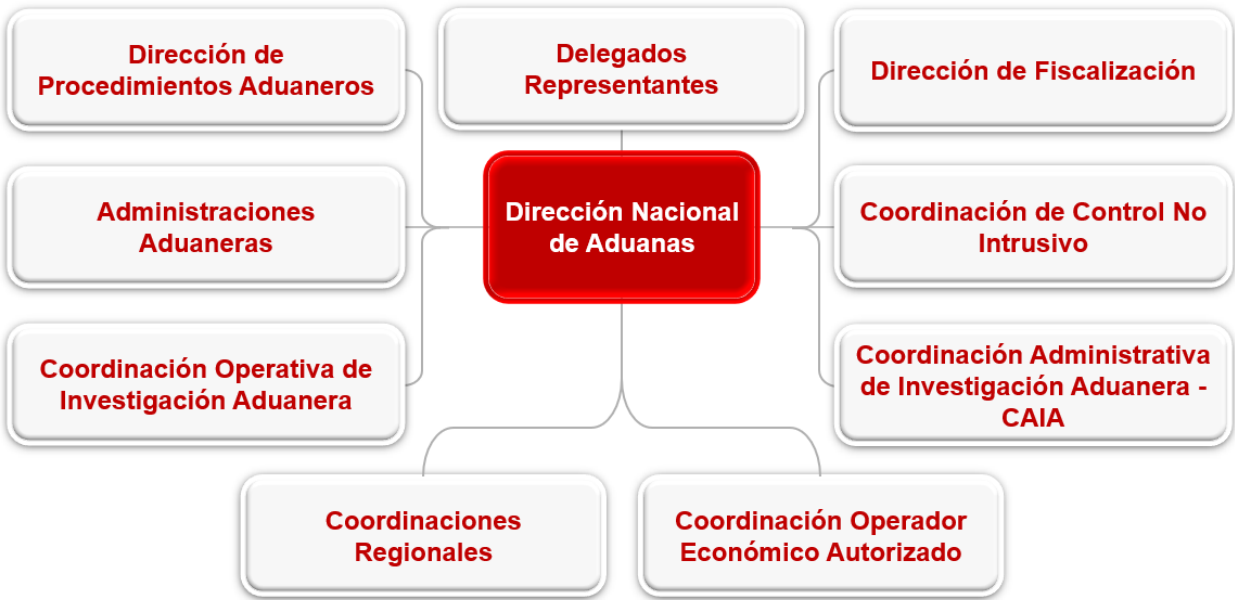 Dirección de
Procedimientos Aduaneros
Delegados
Representantes
Dirección de Fiscalización
Administraciones
Aduaneras
Dirección Nacional
de Aduanas
Coordinación de Control No
Intrusivo
Coordinación Operativa de
Investigación Aduanera
Coordinación Administrativa
de Investigación Aduanera -
CAIA
Coordinaciones
Regionales
Coordinación Operador
Económico Autorizado